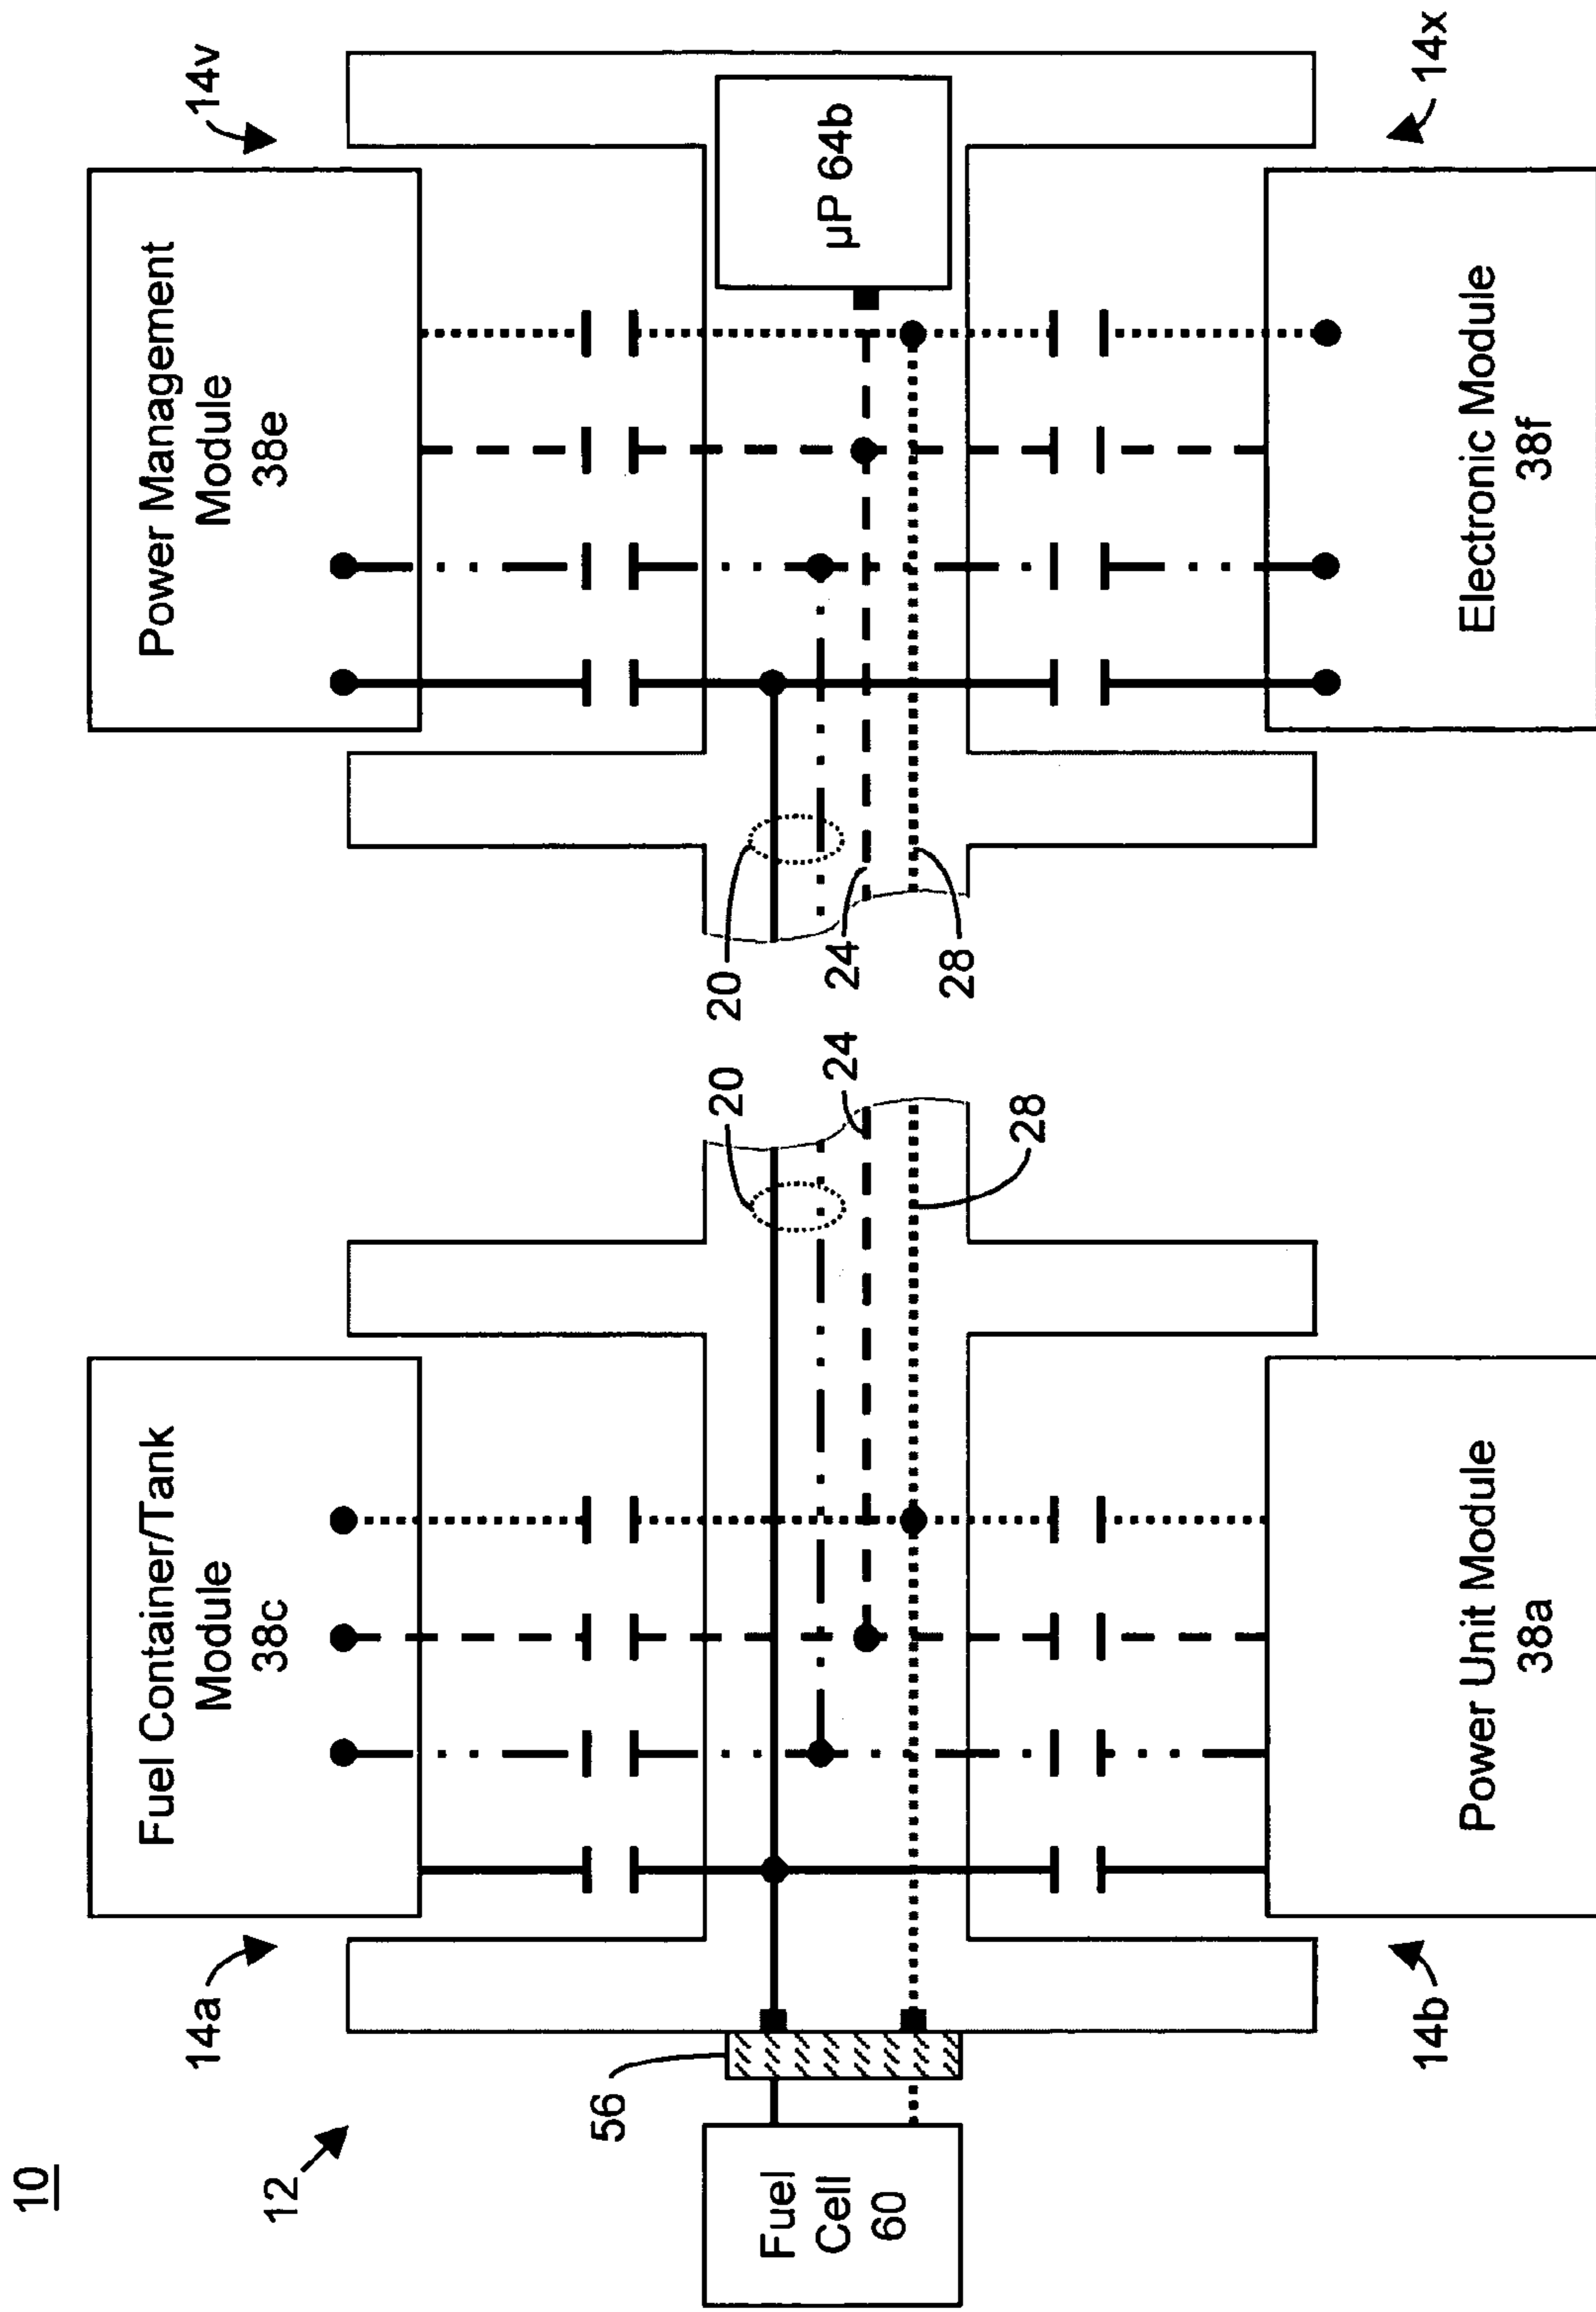 10
12
14a
Fuel Container/Tank
Module
38c
Power Management
Module
38e
14v
56
20
24
20
24
28
28
Fuel
Cell
60
µP 64b
14b
Power Unit Module
38a
Electronic Module
38f
14x